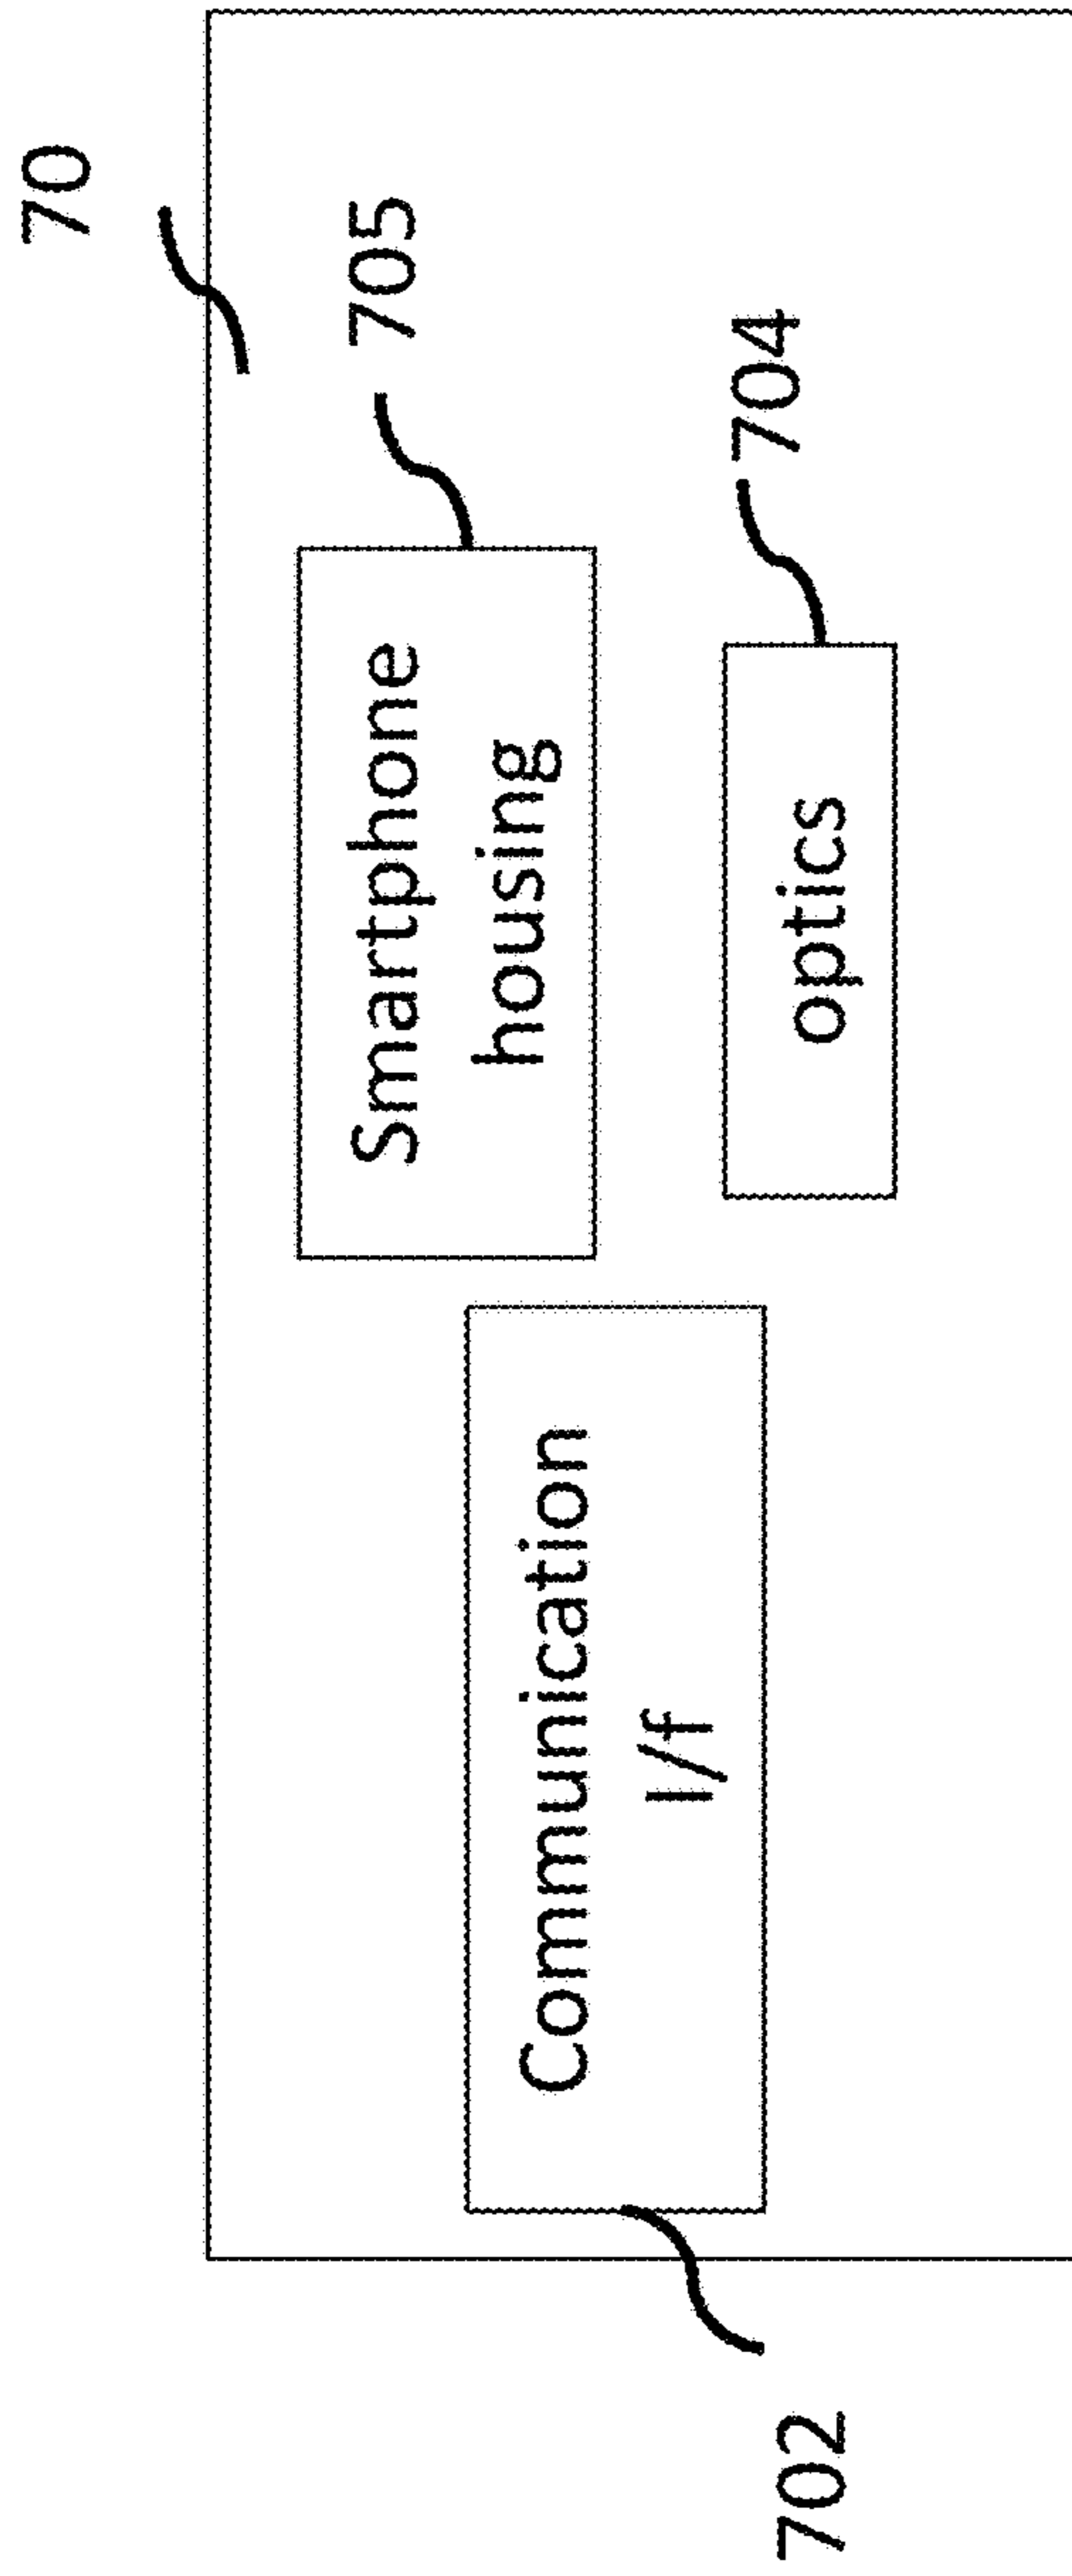 70
705
Smartphone
housing
704
optics
Communication
I/f
702